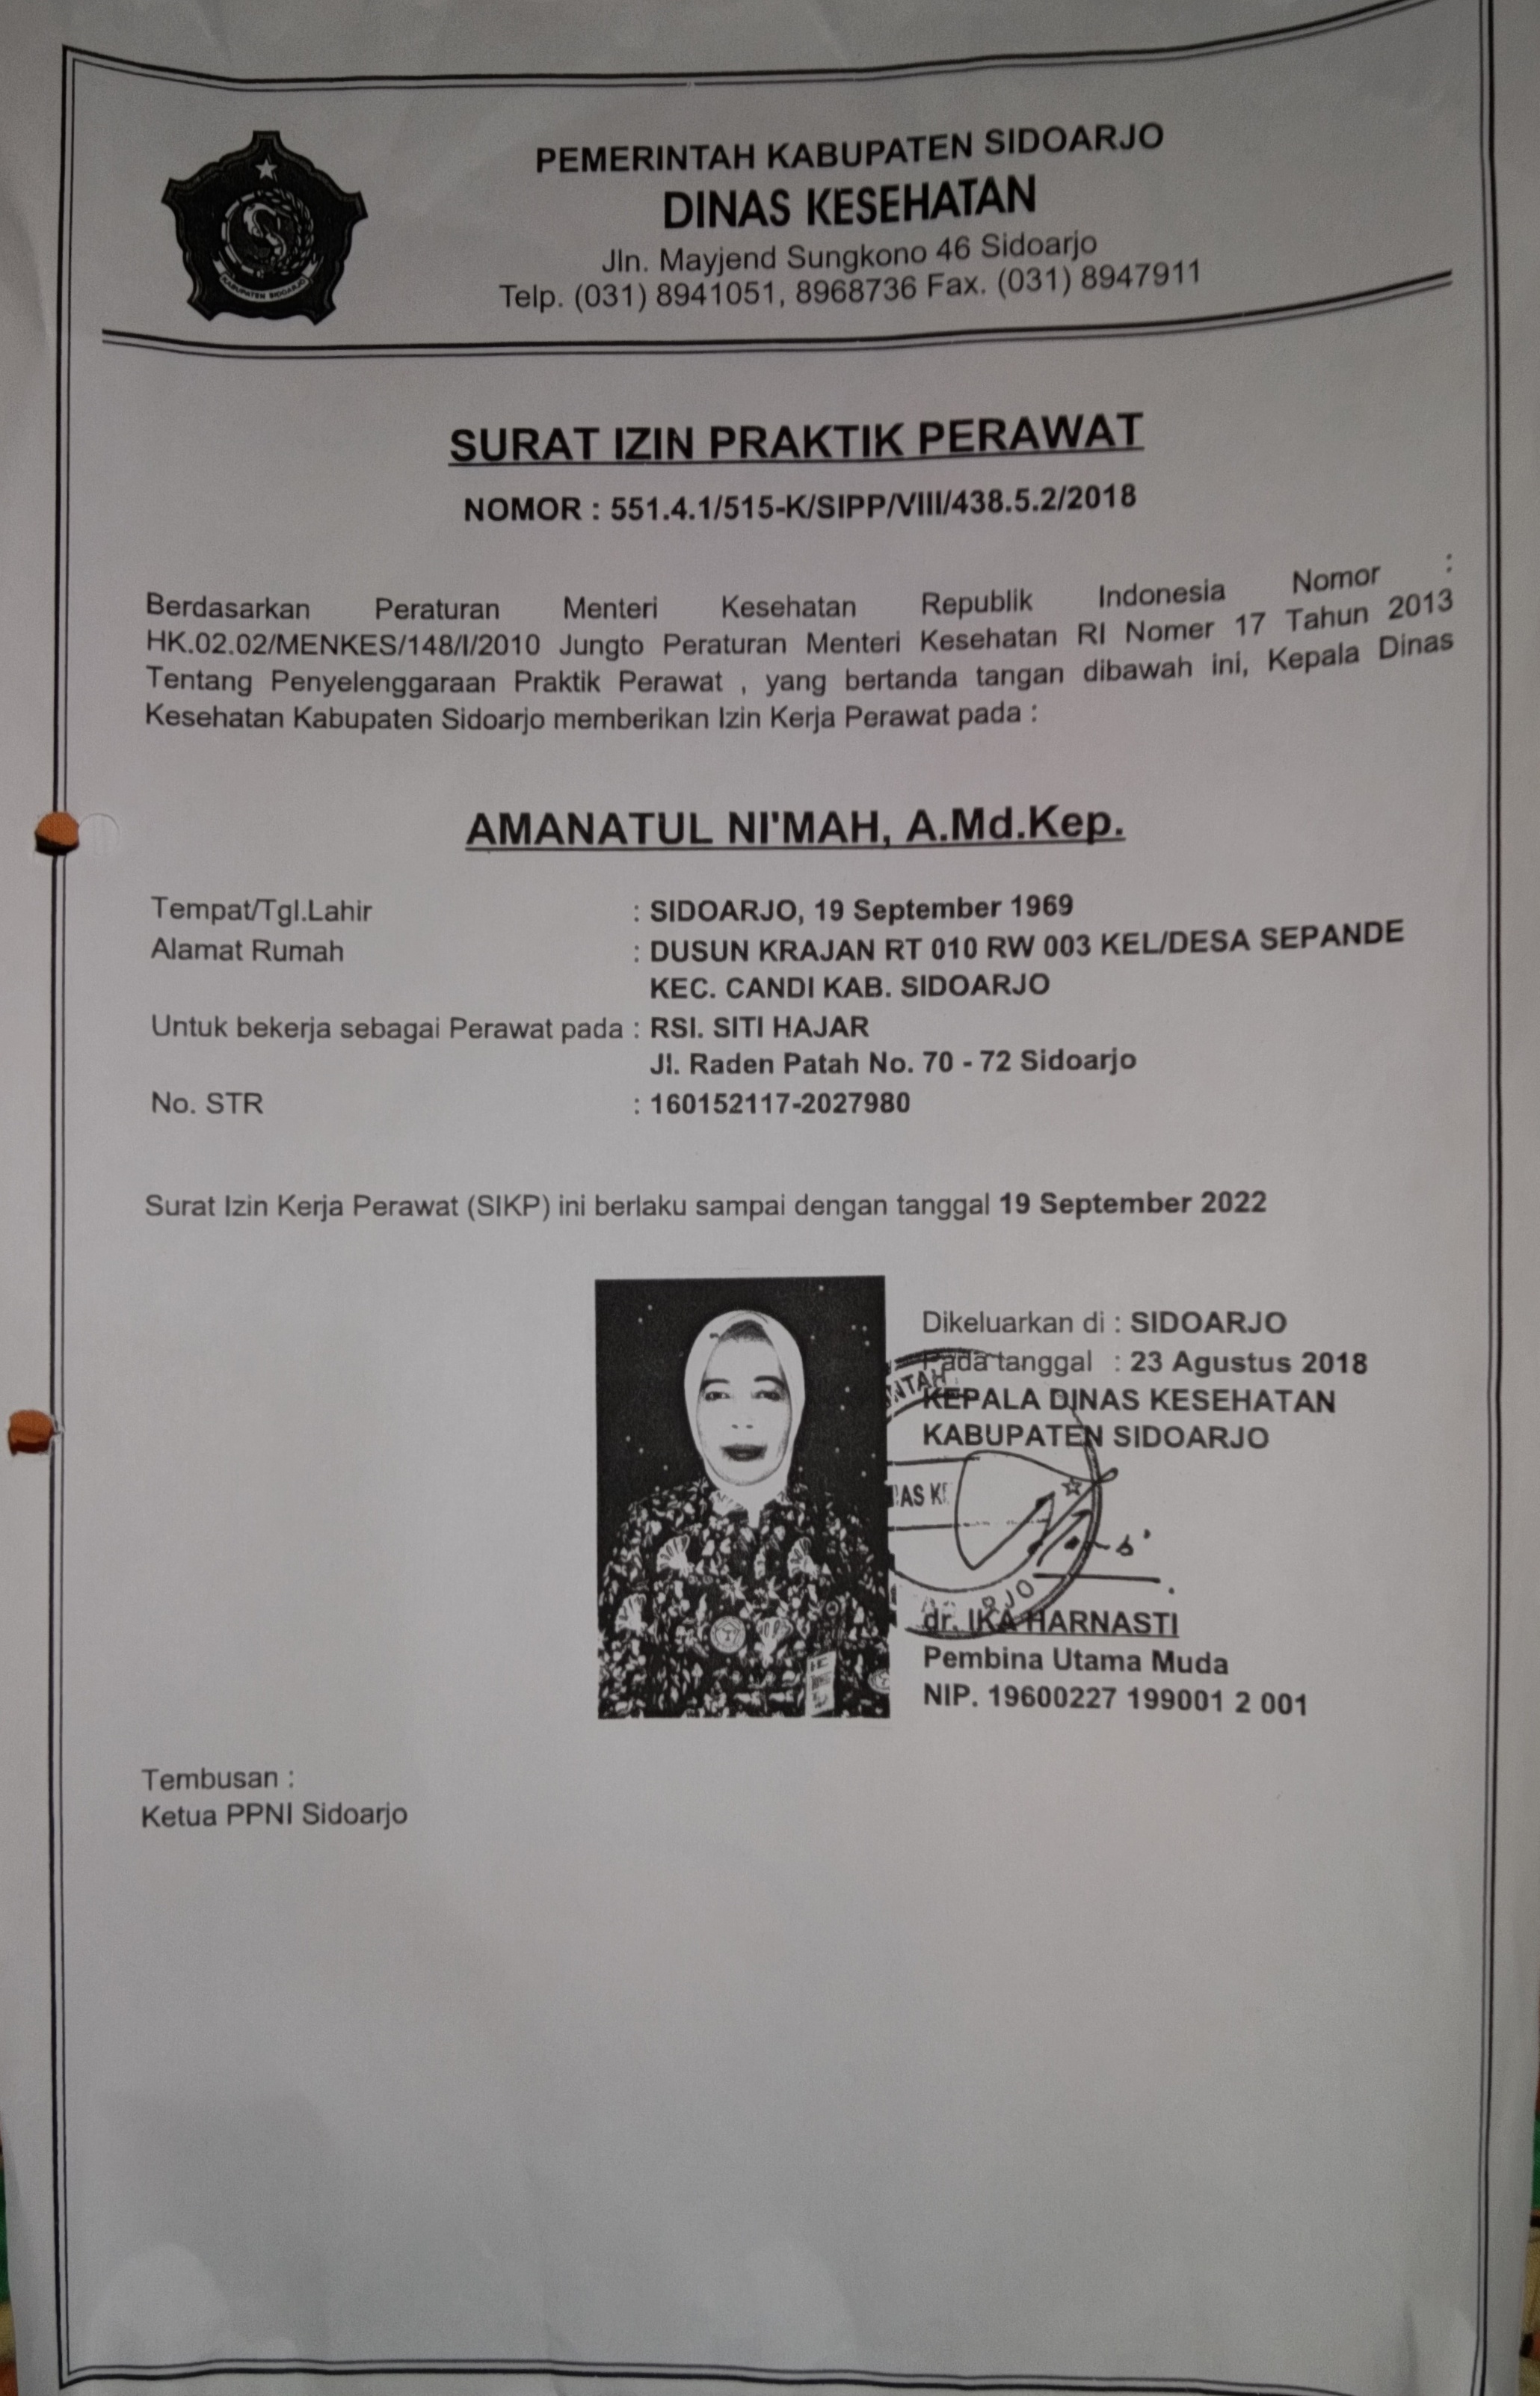 PEMERINTAH KABUPATEN SIDOARJO
DINAS KESEHATAN
Jln. Mayjend Sungkono 46 Sidoarjo
Telp. (031) 8941051, 8968736 Fax. (031) 8947911
KABUPATEN SIDOARJO
SURAT IZIN PRAKTIK PERAWAT
NOMOR : 551.4.1/515-K/SIPP/VIII/438.5.2/2018
Berdasarkan Peraturan Menteri Kesehatan Republik Indonesia Nomor :
HK.02.02/MENKES/148/I/2010 Jungto Peraturan Menteri Kesehatan RI Nomer 17 Tahun 2013
Tentang Penyelenggaraan Praktik Perawat , yang bertanda tangan dibawah ini, Kepala Dinas
Kesehatan Kabupaten Sidoarjo memberikan Izin Kerja Perawat pada :
AMANATUL NI'MAH, A.Md.Kep.
Tempat/Tgl.Lahir : SIDOARJO, 19 September 1969
Alamat Rumah : DUSUN KRAJAN RT 010 RW 003 KEL/DESA SEPANDE
KEC. CANDI KAB. SIDOARJO
Untuk bekerja sebagai Perawat pada : RSI. SITI HAJAR
Jl. Raden Patah No. 70 - 72 Sidoarjo
No. STR : 160152117-2027980
Surat Izin Kerja Perawat (SIKP) ini berlaku sampai dengan tanggal 19 September 2022
Dikeluarkan di : SIDOARJO
Pada tanggal : 23 Agustus 2018
KEPALA DINAS KESEHATAN
KABUPATEN SIDOARJO
dr. IKA HARNASTI
Pembina Utama Muda
NIP. 19600227 199001 2 001
Tembusan :
Ketua PPNI Sidoarjo